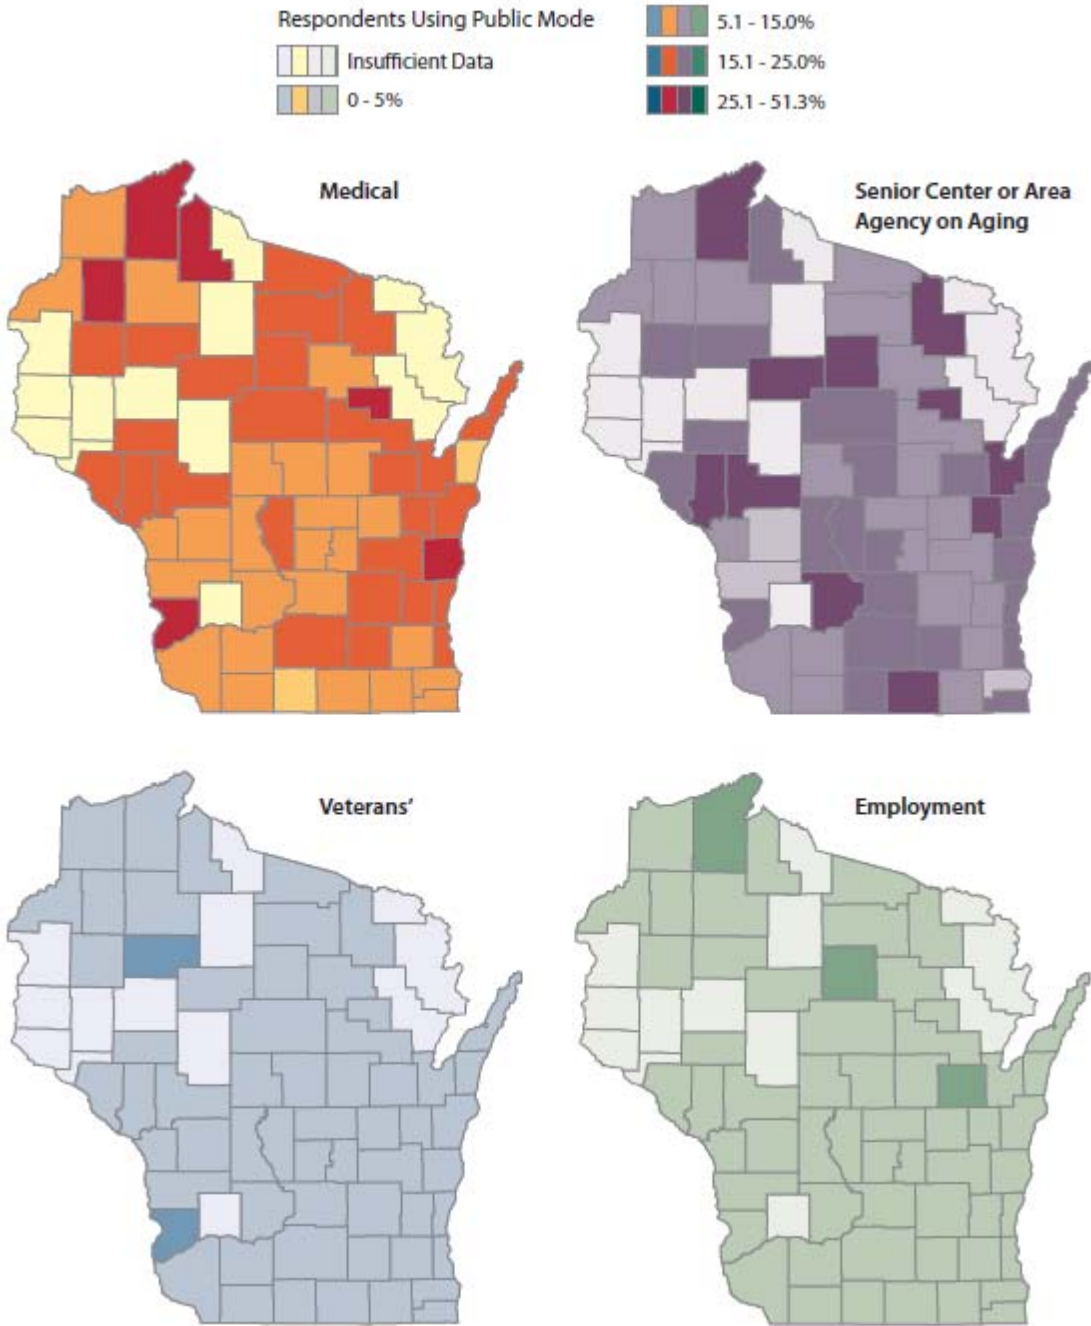 Respondents Using Public Mode
Insufficient Data
0 - 5%
5.1 - 15.0%
15.1 - 25.0%
25.1 - 51.3%
Medical
Senior Center or Area
Agency on Aging
Veterans’
Employment